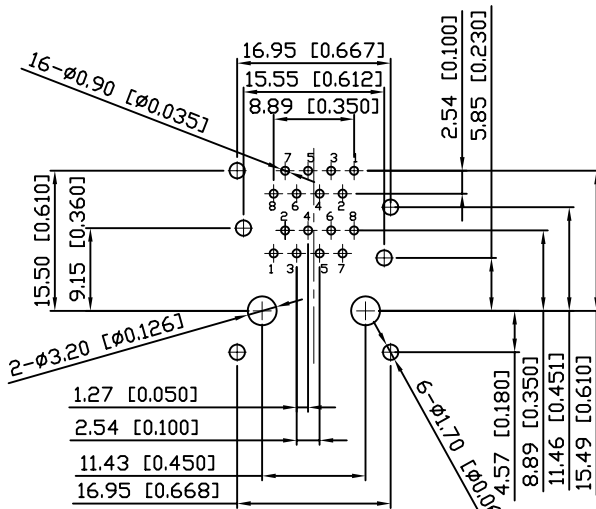 16.95 [0.667]
15.55 [0.612]
8.89 [0.350]
16-ø0.90 [ø0.035]
2.54 [0.100]
5.85 [0.230]
7 5 3 1
8 6 4 2
2 4 6 8
1 3 5 7
15.50 [0.610]
9.15 [0.360]
2-ø3.20 [ø0.126]
1.27 [0.050]
2.54 [0.100]
11.43 [0.450]
16.95 [0.668]
6-ø1.70
4.57 [0.180]
8.89 [0.350]
11.46 [0.451]
15.49 [0.610]